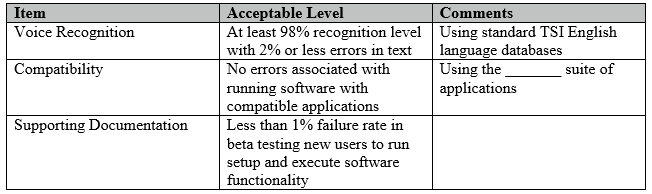 Item Acceptable Level Comments
Voice Recognition At least 98% recognition level Using standard TSI English
with 2% or less errors in text language databases
Compatibility No errors associated with Using the _______ suite of
running software with applications
compatible applications
Supporting Documentation Less than 1% failure rate in
beta testing new users to run
setup and execute software
functionality